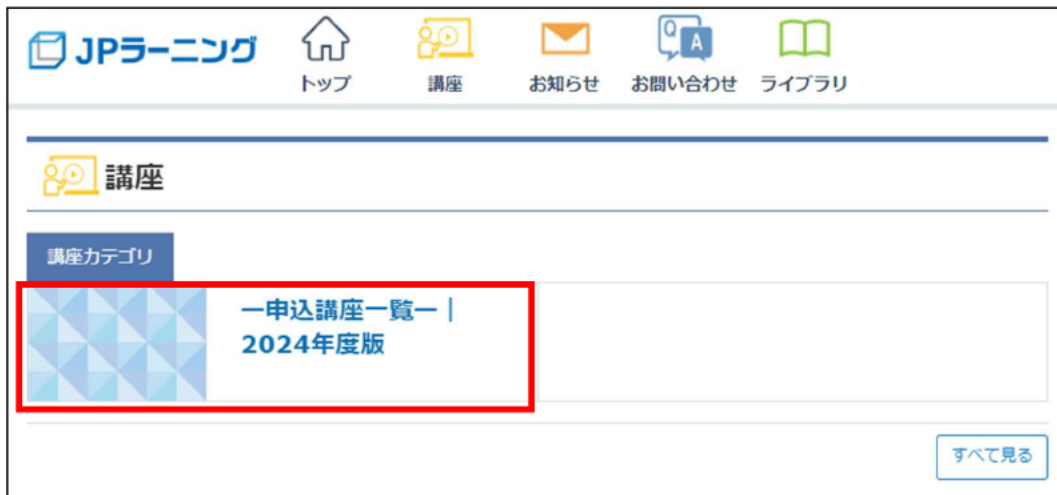 JPラーニング
トップ
講座
お知らせ
Q A
お問い合わせ
ライブラリ
講座
講座カテゴリ
ー申込講座一覧ー｜
2024年度版
すべて見る